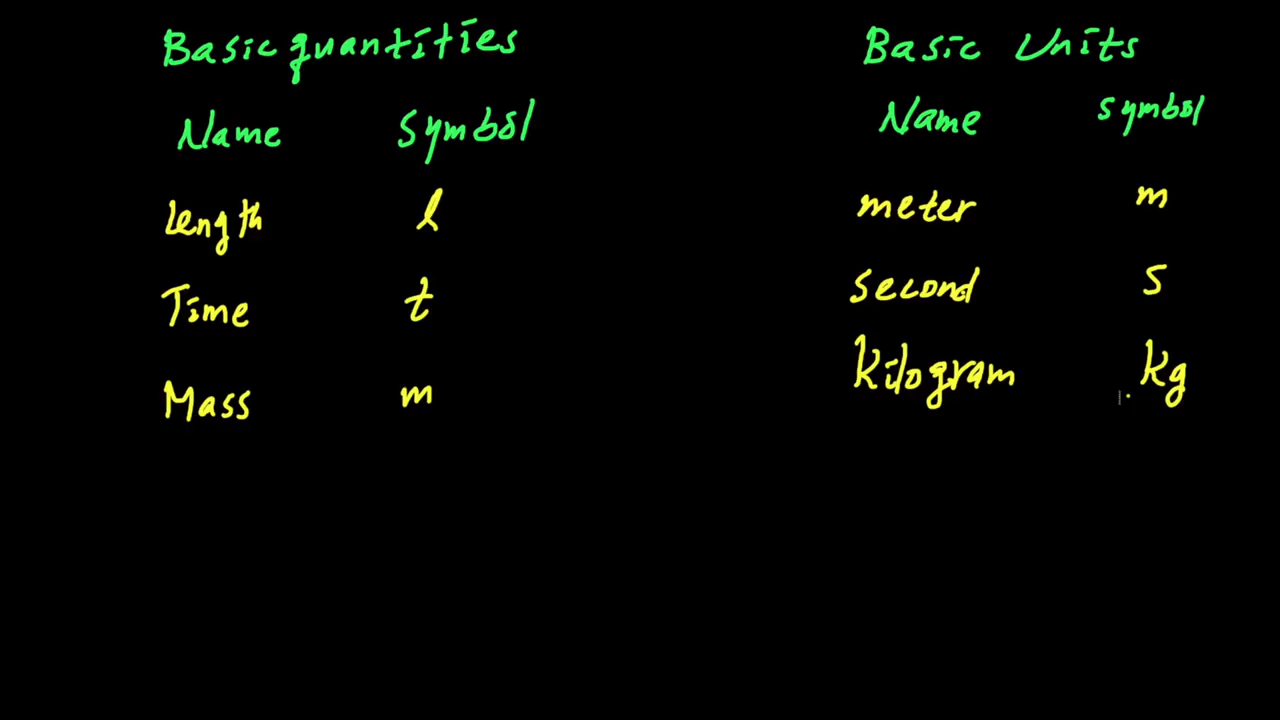 Basic quantities Basic Units
Name Symbol Name Symbol
Length l meter m
Time t second s
Mass m kilogram kg